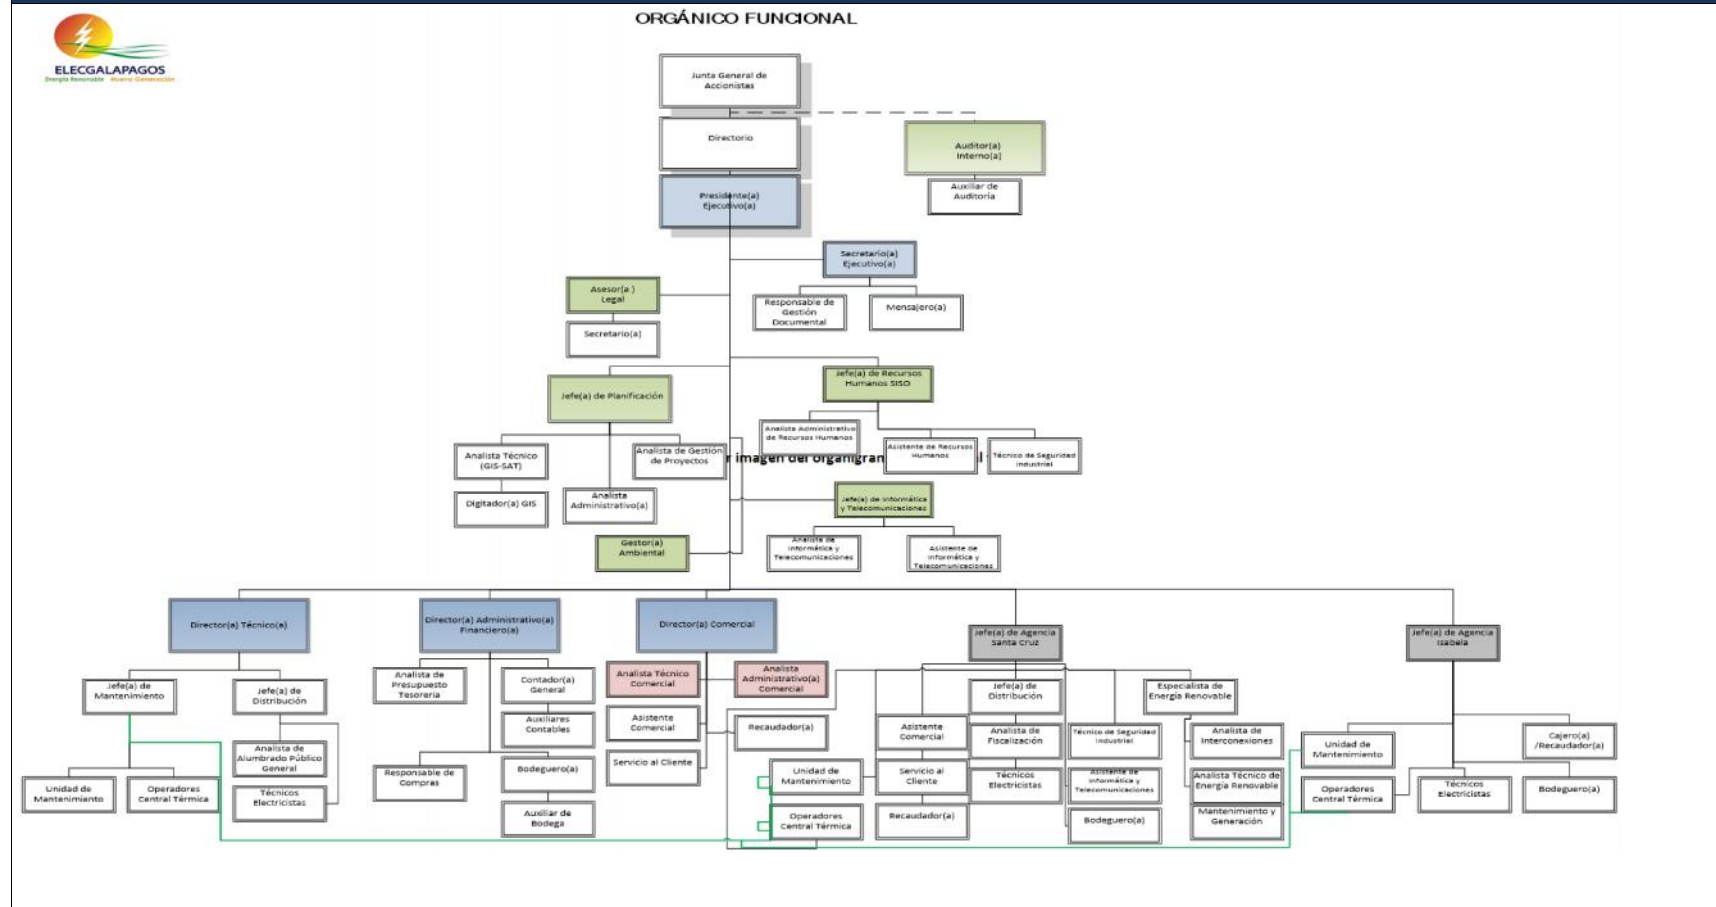 ORGÁNICO FUNCIONAL
ELECGALAPAGOS
Energía Renovable Nueva Generación
Junta General de
Accionistas
Directorio
Auditor(a)
Interno(a)
Auxiliar de
Auditoría
Presidente(a)
Ejecutivo(a)
Secretario(a)
Ejecutivo(a)
Responsable de
Gestión
Documental
Mensajero(a)
Asesor(a )
Legal
Secretario(a)
Jefe(a) de Planificación
Jefe(a) de Recursos
Humanos SISO
Analista Administrativo
de Recursos Humanos
Asistente de Recursos
Humanos
Técnico de Seguridad
Industrial
Analista Técnico
(GIS-SAT)
Analista de Gestión
de Proyectos
r imagen del organigran
Digitador(a) GIS
Analista
Administrativo(a)
Jefe(a) de Informática
y Telecomunicaciones
Analista de
Informática y
Telecomunicaciones
Asistente de
Informática y
Telecomunicaciones
Gestor(a)
Ambiental
Director(a) Técnico(a)
Director(a) Administrativo(a)
Financiero(a)
Director(a) Comercial
Jefe(a) de Agencia
Santa Cruz
Jefe(a) de Agencia
Isabela
Jefe(a) de
Mantenimiento
Jefe(a) de
Distribución
Analista de
Alumbrado Público
General
Técnicos
Electricistas
Unidad de
Mantenimiento
Operadores
Central Térmica
Analista de
Presupuesto
Tesoreria
Contador(a)
General
Auxiliares
Contables
Responsable de
Compras
Bodeguero(a)
Auxiliar de
Bodega
Analista Técnico
Comercial
Analista
Administrativo(a)
Comercial
Asistente
Comercial
Recaudador(a)
Servicio al Cliente
Unidad de
Mantenimiento
Operadores
Central Térmica
Asistente
Comercial
Servicio al
Cliente
Recaudador(a)
Jefe(a) de
Distribución
Analista de
Fiscalización
Técnicos
Electricistas
Técnico de Seguridad
Industrial
Asistente de
Informática y
Telecomunicaciones
Bodeguero(a)
Especialista de
Energía Renovable
Analista de
Interconexiones
Analista Técnico de
Energía Renovable
Mantenimiento y
Generación
Unidad de
Mantenimiento
Operadores
Central Térmica
Técnicos
Electricistas
Cajero(a)
/Recaudador(a)
Bodeguero(a)